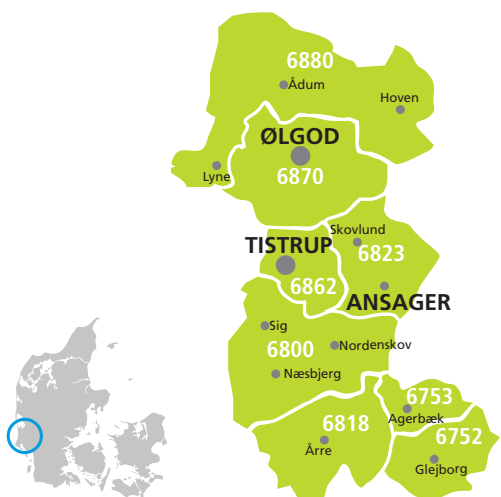 6880
Ådum
Hoven
ØLGOD
6870
Lyne
Skovlund
TISTRUP
6823
6862
ANSAGER
Sig
6800
Nordenskov
Næsbjerg
6753
Agerbæk
6818
6752
Årre
Glejborg